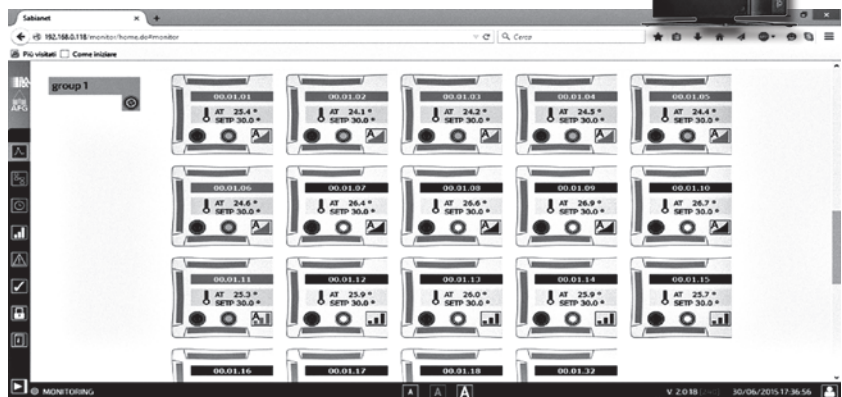 Sabianet
192.168.0.118/monitor/home.do#monitor
Cerca
Più visitati Come iniziare
group 1
00.01.01 00.01.02 00.01.03 00.01.04 00.01.05
AT 25.4 ° AT 24.1 ° AT 24.2 ° AT 24.5 ° AT 24.4 °
SETP 30.0 ° SETP 30.0 ° SETP 30.0 ° SETP 30.0 ° SETP 30.0 °
A A A A A
00.01.06 00.01.07 00.01.08 00.01.09 00.01.10
AT 24.6 ° AT 26.4 ° AT 26.6 ° AT 26.9 ° AT 26.7 °
SETP 30.0 ° SETP 30.0 ° SETP 30.0 ° SETP 30.0 ° SETP 30.0 °
A A A A A
00.01.11 00.01.12 00.01.13 00.01.14 00.01.15
AT 25.3 ° AT 25.9 ° AT 26.0 ° AT 25.9 ° AT 25.7 °
SETP 30.0 ° SETP 30.0 ° SETP 30.0 ° SETP 30.0 ° SETP 30.0 °
A
00.01.16 00.01.17 00.01.18 00.01.32
MONITORING A A A V 2.0.18 30/06/2015 17:36:56